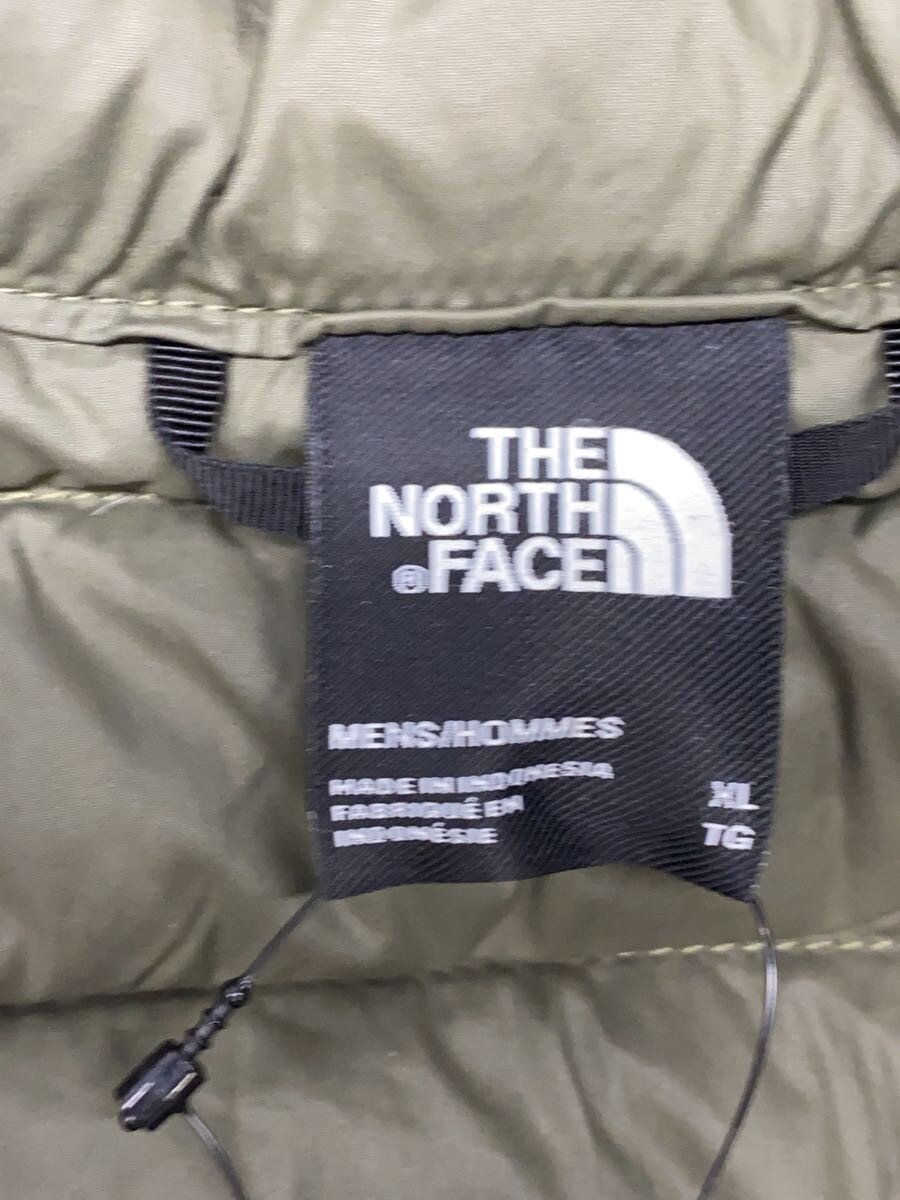 THE
NORTH
® FACE
MENS/HOMMES
MADE IN INDONESIA
FABRIQUÉ EN
INDONÉSIE
XL
TG